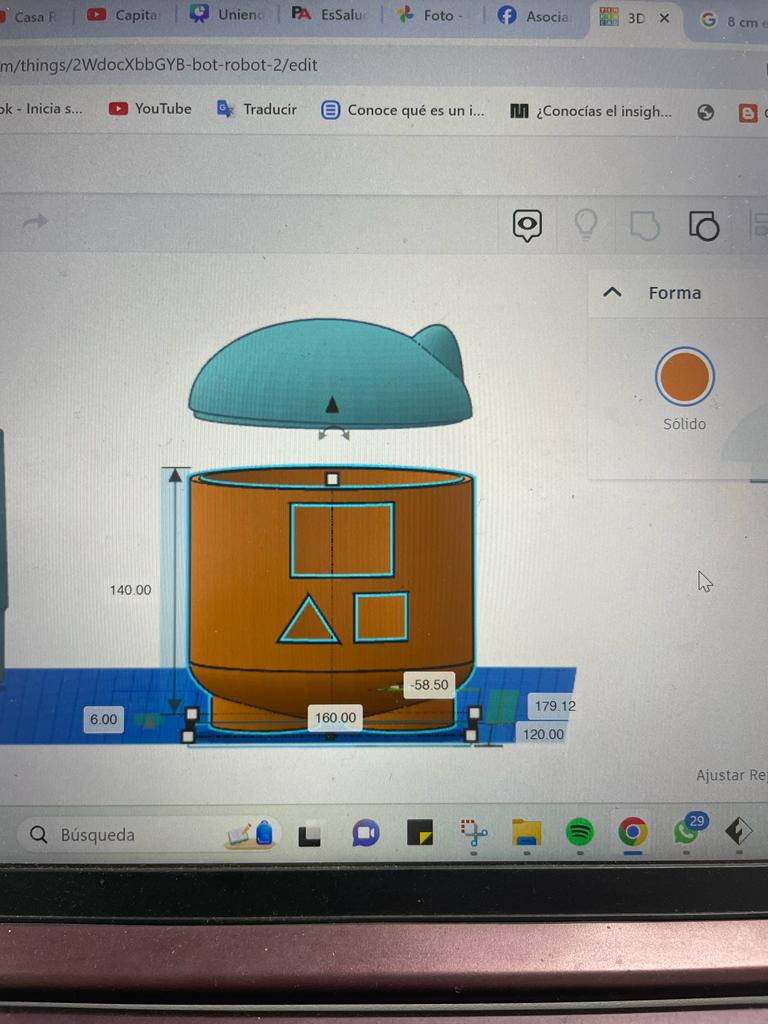 Casa R
Capita
Uniend
PA EsSalud
Foto -
Asocia
3D
8 cm e
m/things/2WdocXbbGYB-bot-robot-2/edit
ok - Inicia s...
YouTube
Traducir
Conoce qué es un i...
¿Conocías el insigh...
Forma
Sólido
140.00
-58.50
6.00
160.00
179.12
120.00
Ajustar Re
Búsqueda
29